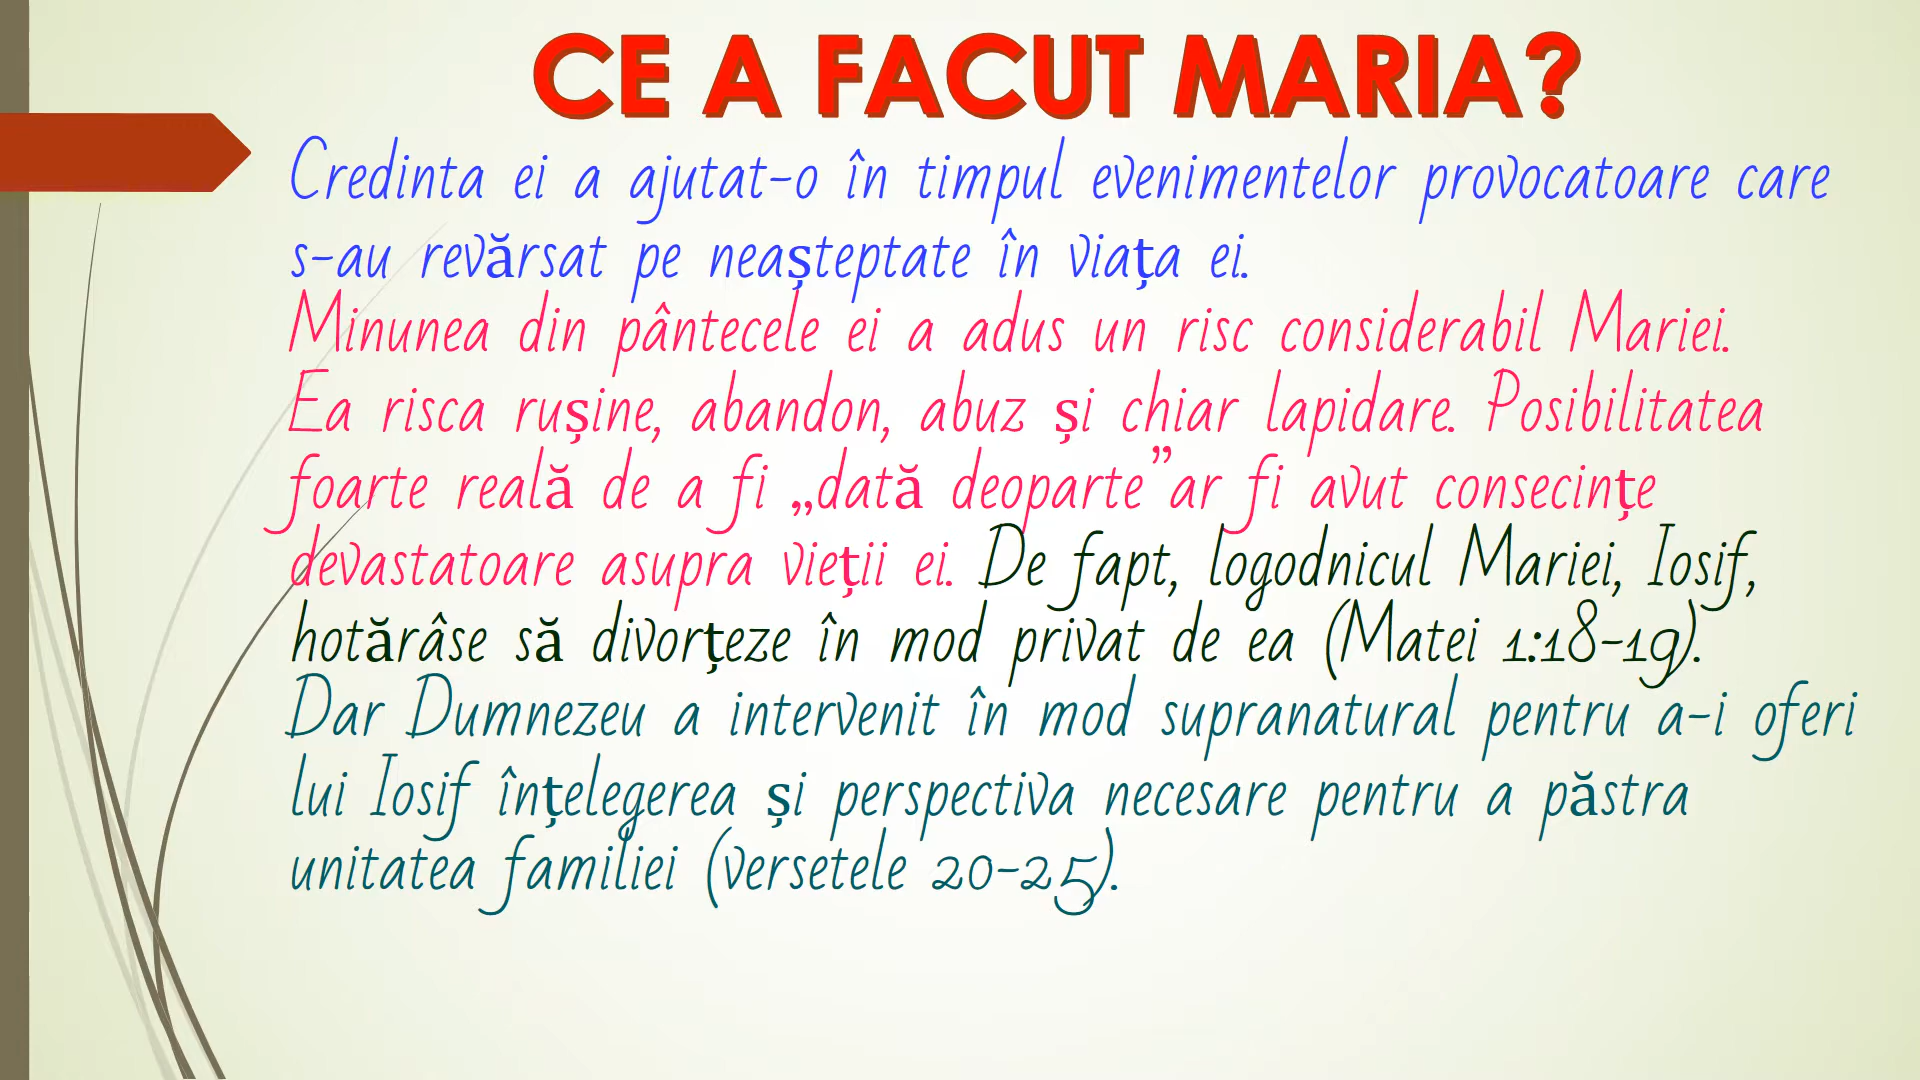 CE A FACUT MARIA?
Credinta ei a ajutat-o în timpul evenimentelor provocatoare care
s-au revărsat pe neașteptate în viața ei.
Minunea din pântecele ei a adus un risc considerabil Mariei.
Ea risca rușine, abandon, abuz și chiar lapidare. Posibilitatea
foarte reală de a fi „dată deoparte”ar fi avut consecințe
devastatoare asupra vieții ei. De fapt, logodnicul Mariei, Iosif,
hotărâse să divorțeze în mod privat de ea (Matei 1:18-19).
Dar Dumnezeu a intervenit în mod supranatural pentru a-i oferi
lui Iosif înțelegerea și perspectiva necesare pentru a păstra
unitatea familiei (versetele 20-25).